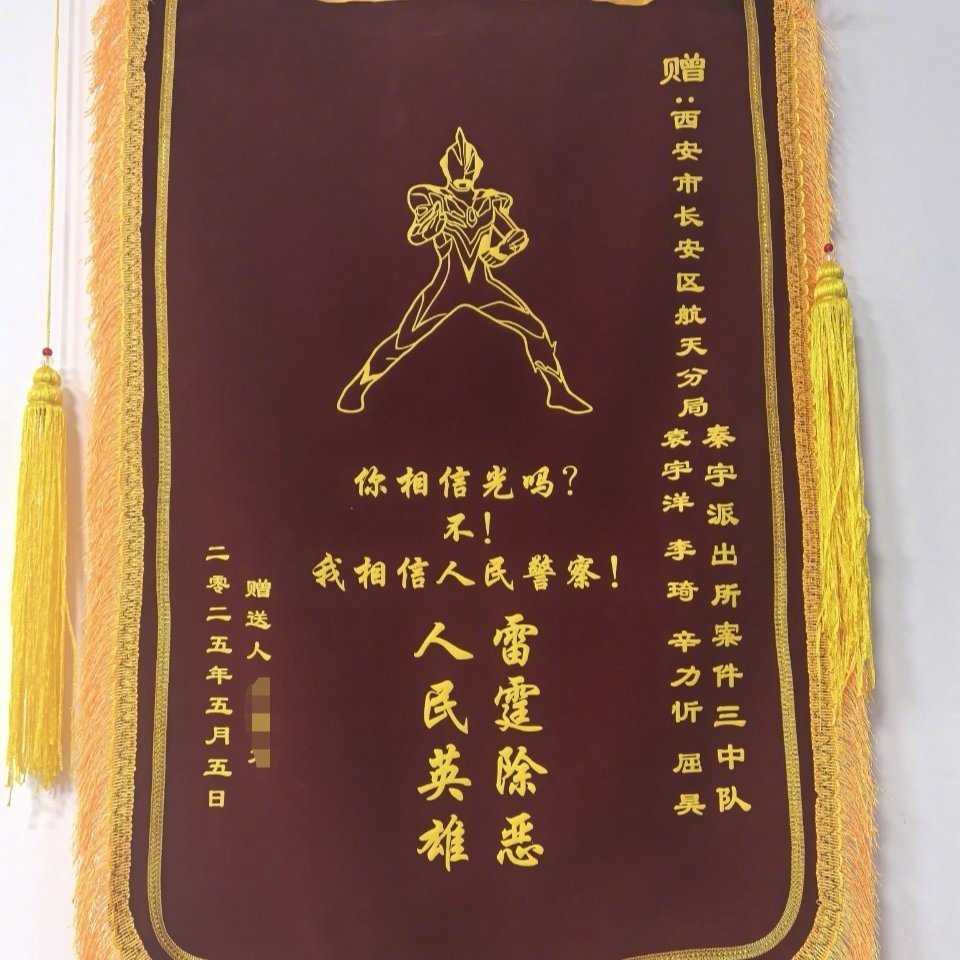 赠:西安市长安区航天分局
秦宇派出所案件三中队
袁宇洋 李琦 辛力忻 屈昊
你相信光吗?
不!
我相信人民警察!
雷霆除恶
人民英雄
赠送人
二零二五年五月五日